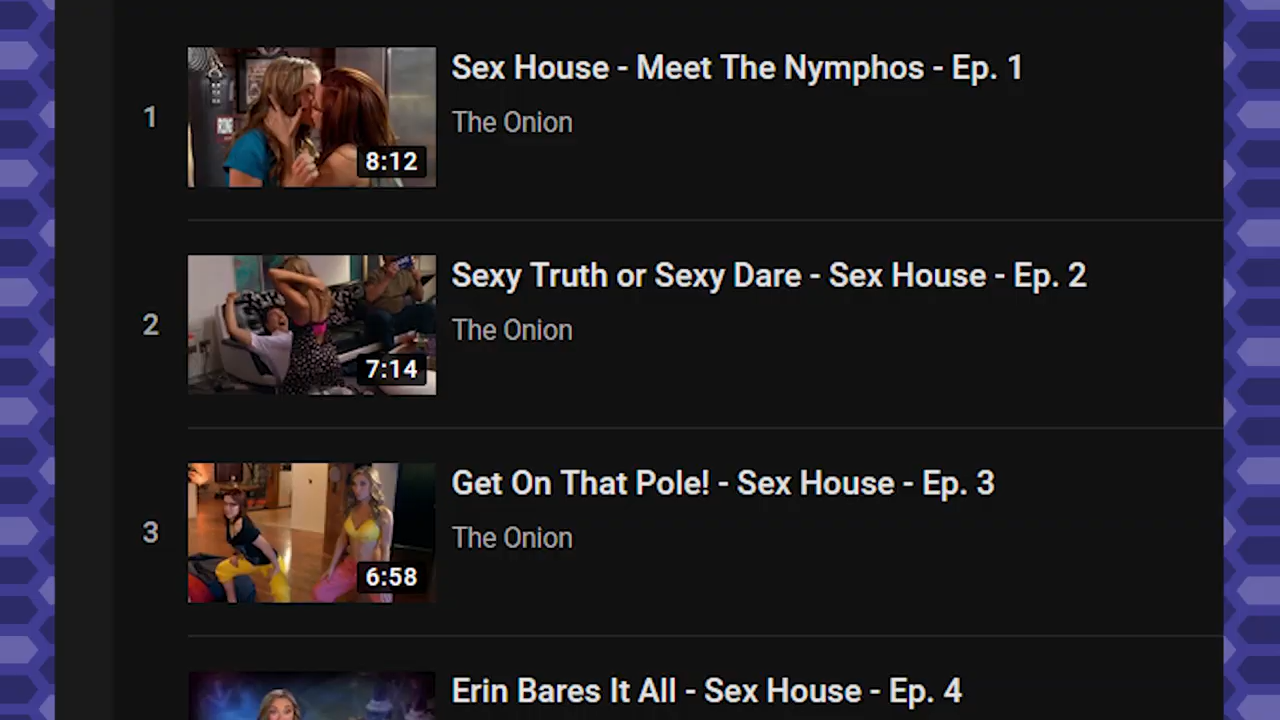 1
8:12
Sex House - Meet The Nymphos - Ep. 1
The Onion
2
7:14
Sexy Truth or Sexy Dare - Sex House - Ep. 2
The Onion
3
6:58
Get On That Pole! - Sex House - Ep. 3
The Onion
Erin Bares It All - Sex House - Ep. 4